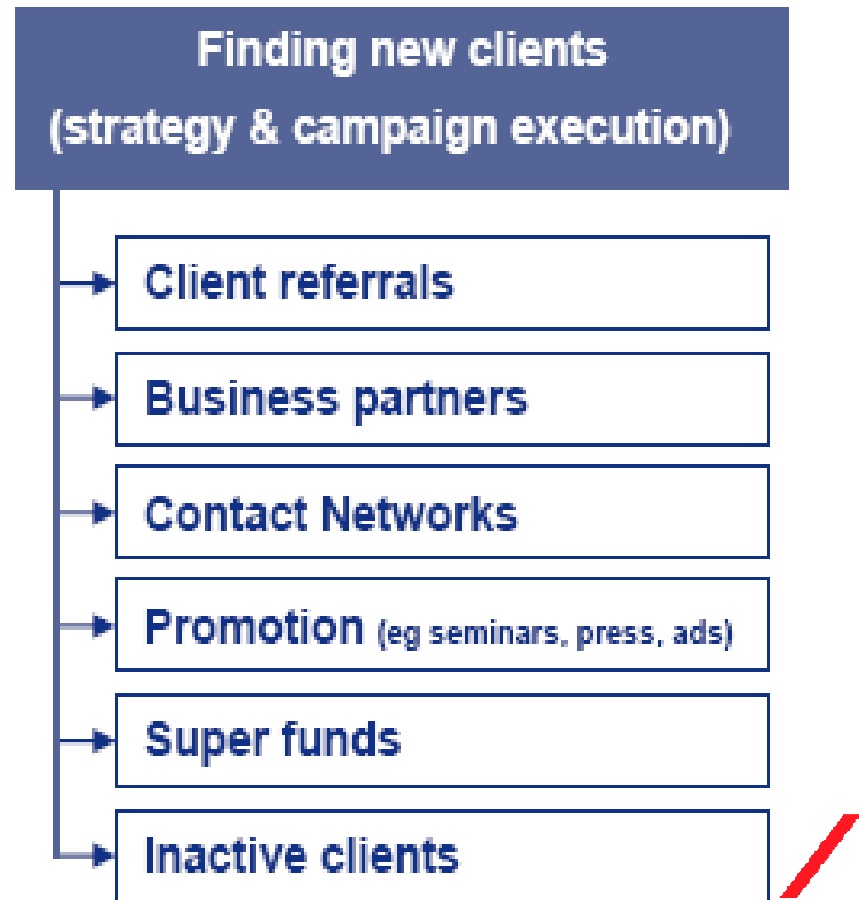 Finding new clients
(strategy & campaign execution)
Client referrals
Business partners
Contact Networks
Promotion (eg seminars, press, ads)
Super funds
Inactive clients